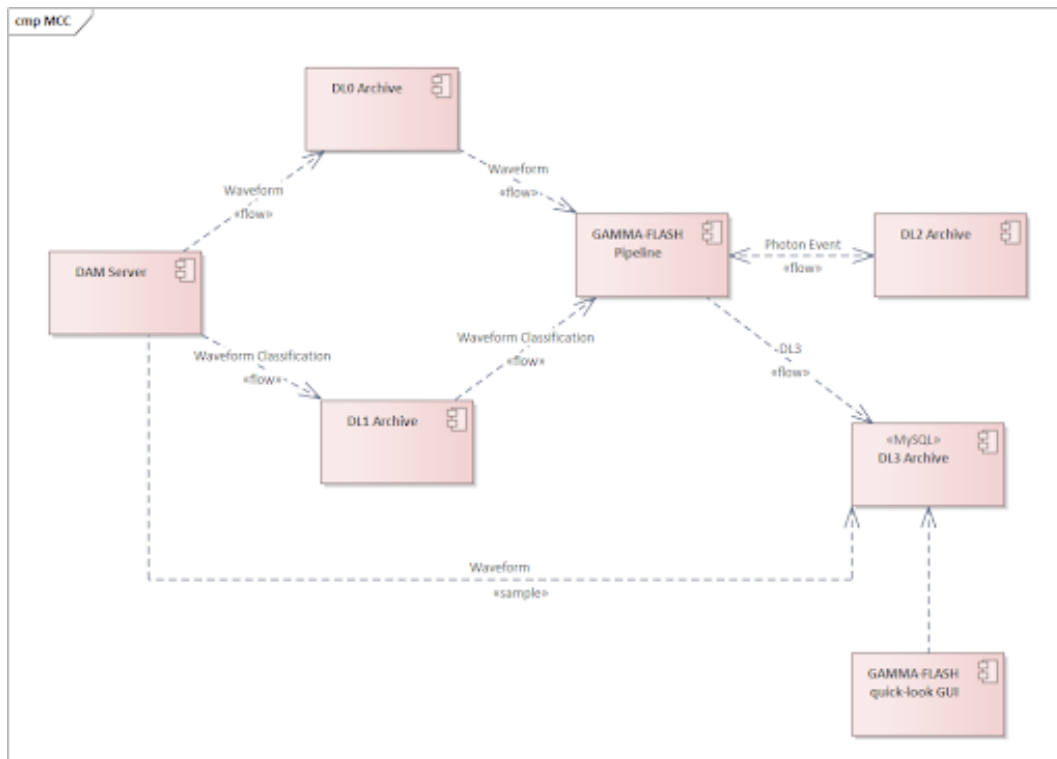 cmp MCC
DL0 Archive
Waveform
«flow»
Waveform
«flow»
GAMMA-FLASH
Pipeline
Photon Event
«flow»
DL2 Archive
DAM Server
Waveform Classification
«flow»
Waveform Classification
«flow»
DL1 Archive
DL3
«flow»
«MySQL»
DL3 Archive
Waveform
«sample»
GAMMA-FLASH
quick-look GUI